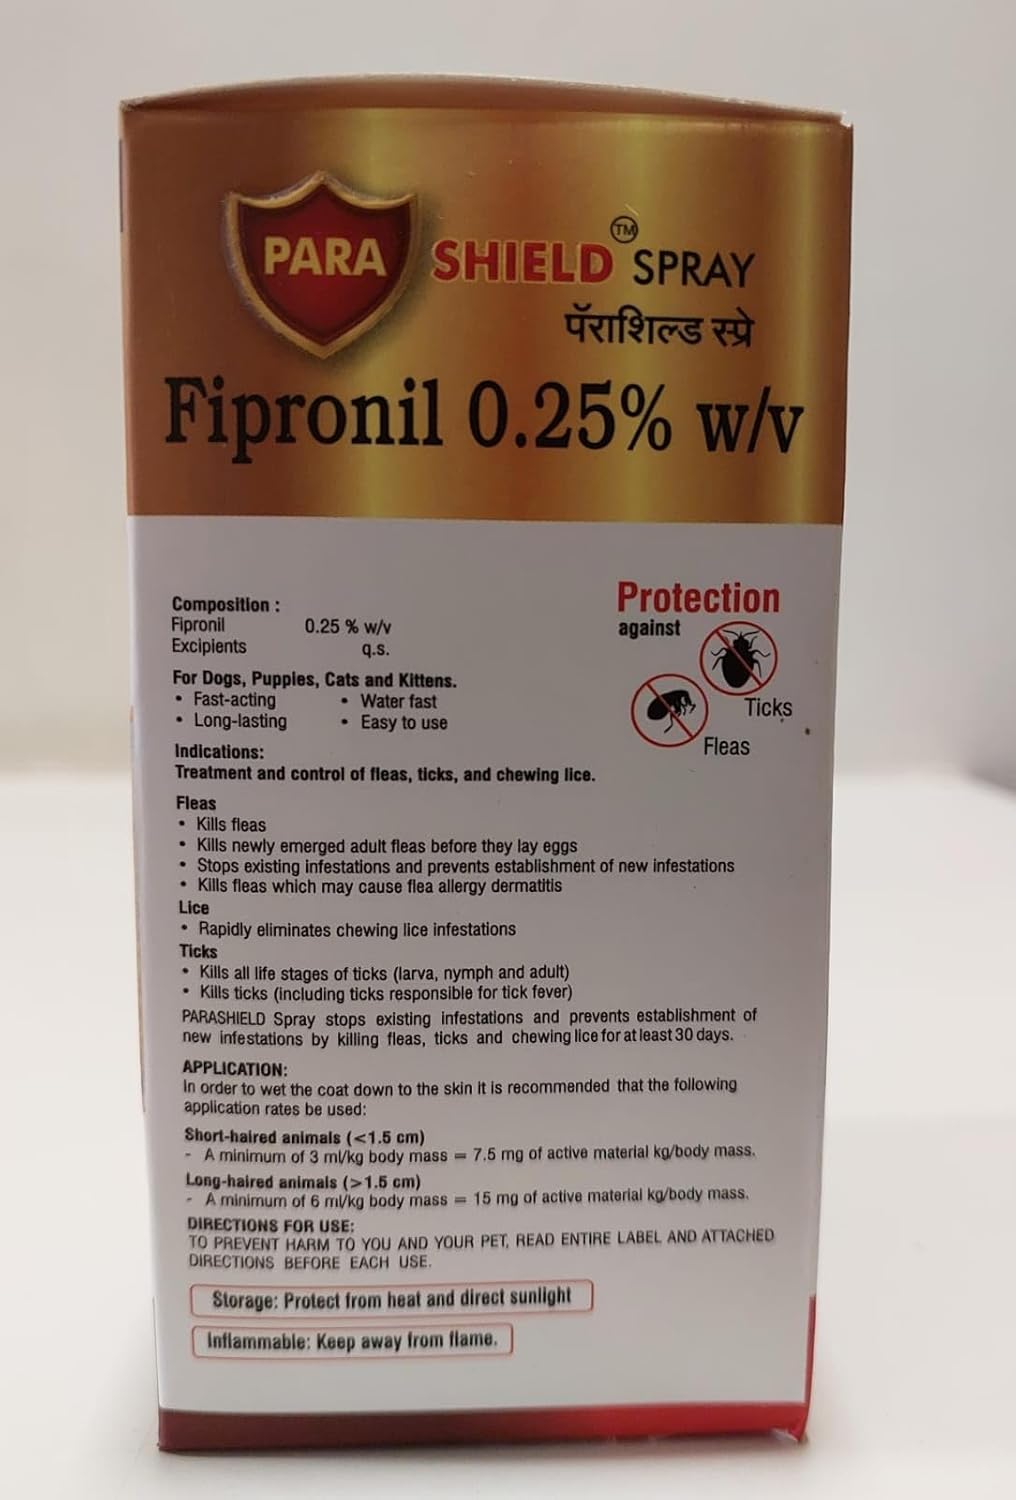 PARA SHIELD TM SPRAY
पॅराशिल्ड स्प्रे
Fipronil 0.25% w/v
Protection
against
Ticks
Fleas
Composition :
Fipronil 0.25 % w/v
Excipients q.s.
For Dogs, Puppies, Cats and Kittens.
• Fast-acting • Water fast
• Long-lasting • Easy to use
Indications:
Treatment and control of fleas, ticks, and chewing lice.
Fleas
• Kills fleas
• Kills newly emerged adult fleas before they lay eggs
• Stops existing infestations and prevents establishment of new infestations
• Kills fleas which may cause flea allergy dermatitis
Lice
• Rapidly eliminates chewing lice infestations
Ticks
• Kills all life stages of ticks (larva, nymph and adult)
• Kills ticks (including ticks responsible for tick fever)
PARASHIELD Spray stops existing infestations and prevents establishment of
new infestations by killing fleas, ticks and chewing lice for at least 30 days.
APPLICATION:
In order to wet the coat down to the skin it is recommended that the following
application rates be used:
Short-haired animals (<1.5 cm)
- A minimum of 3 ml/kg body mass = 7.5 mg of active material kg/body mass.
Long-haired animals (>1.5 cm)
- A minimum of 6 ml/kg body mass = 15 mg of active material kg/body mass.
DIRECTIONS FOR USE:
TO PREVENT HARM TO YOU AND YOUR PET, READ ENTIRE LABEL AND ATTACHED
DIRECTIONS BEFORE EACH USE.
Storage: Protect from heat and direct sunlight
Inflammable: Keep away from flame.